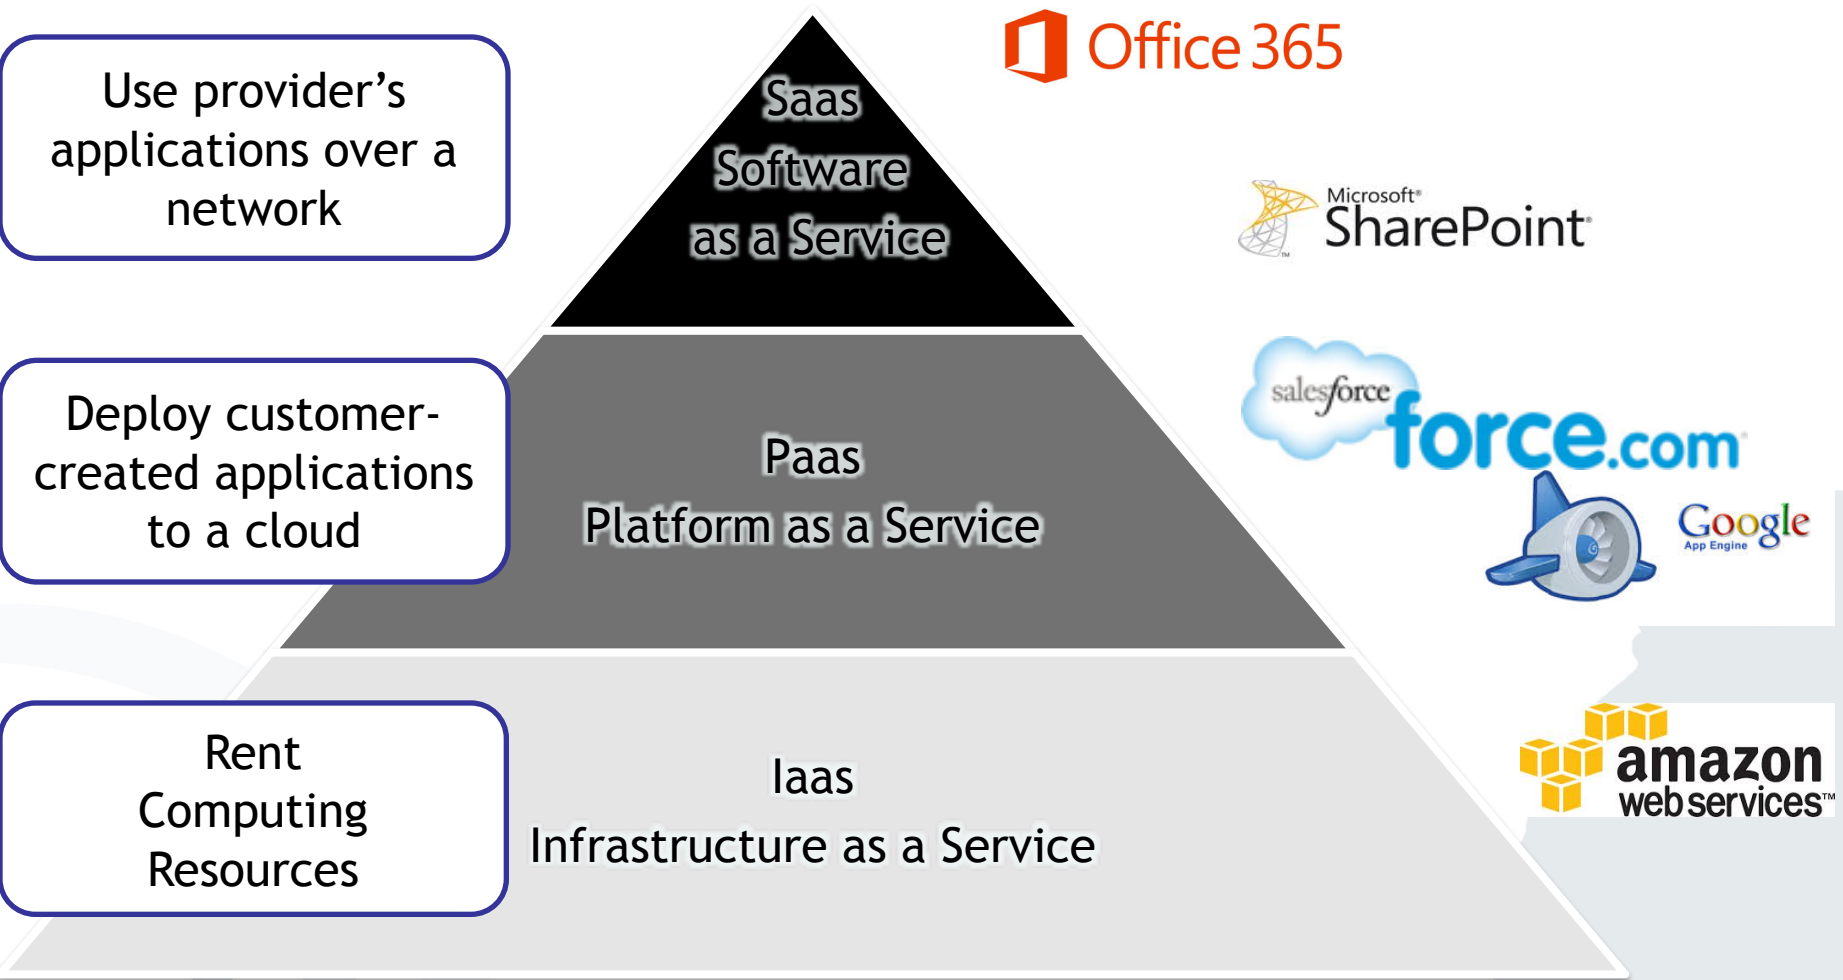 Office 365
Use provider’s
applications over a
network
Saas
Software
as a Service
Microsoft®
SharePoint
TM
Deploy customer-
created applications
to a cloud
Paas
Platform as a Service
salesforce
force.com
Google
App Engine
Rent
Computing
Resources
Iaas
Infrastructure as a Service
amazon
web services™